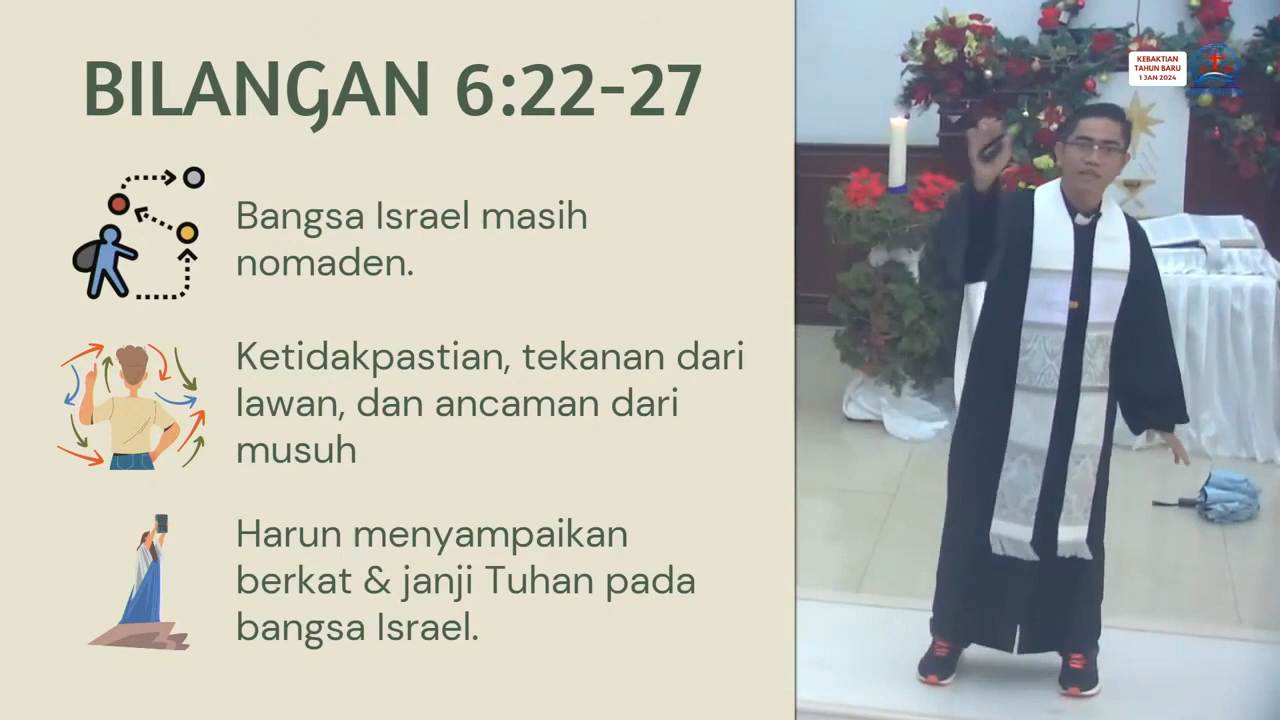 BILANGAN 6:22-27
Bangsa Israel masih
nomaden.
Ketidakpastian, tekanan dari
lawan, dan ancaman dari
musuh
Harun menyampaikan
berkat & janji Tuhan pada
bangsa Israel.
KEBAKTIAN
TAHUN BARU
1 JAN 2024